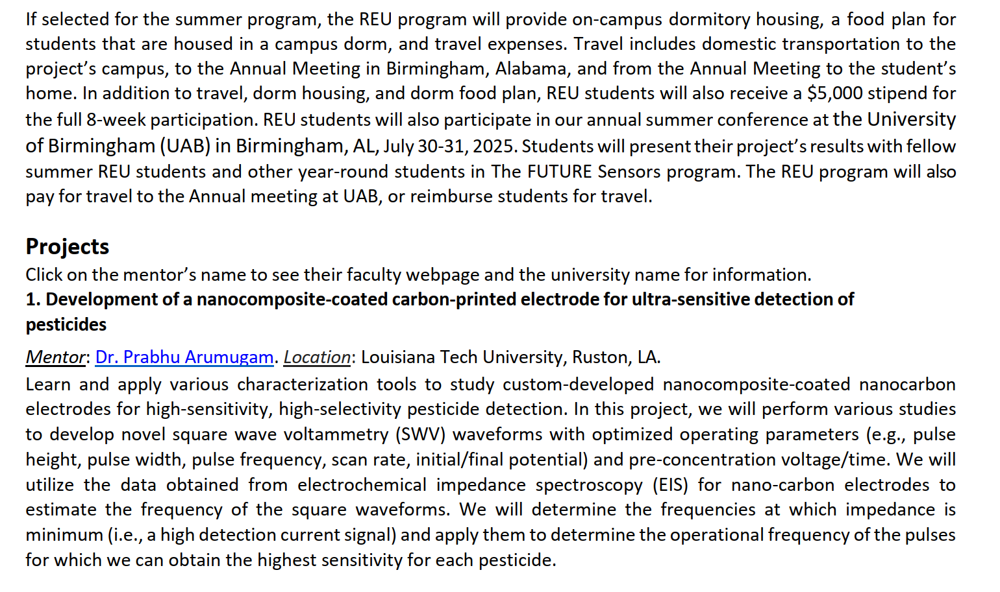 If selected for the summer program, the REU program will provide on-campus dormitory housing, a food plan for
students that are housed in a campus dorm, and travel expenses. Travel includes domestic transportation to the
project’s campus, to the Annual Meeting in Birmingham, Alabama, and from the Annual Meeting to the student’s
home. In addition to travel, dorm housing, and dorm food plan, REU students will also receive a $5,000 stipend for
the full 8-week participation. REU students will also participate in our annual summer conference at the University
of Birmingham (UAB) in Birmingham, AL, July 30-31, 2025. Students will present their project’s results with fellow
summer REU students and other year-round students in The FUTURE Sensors program. The REU program will also
pay for travel to the Annual meeting at UAB, or reimburse students for travel.
Projects
Click on the mentor’s name to see their faculty webpage and the university name for information.
1. Development of a nanocomposite-coated carbon-printed electrode for ultra-sensitive detection of
pesticides
Mentor: Dr. Prabhu Arumugam. Location: Louisiana Tech University, Ruston, LA.
Learn and apply various characterization tools to study custom-developed nanocomposite-coated nanocarbon
electrodes for high-sensitivity, high-selectivity pesticide detection. In this project, we will perform various studies
to develop novel square wave voltammetry (SWV) waveforms with optimized operating parameters (e.g., pulse
height, pulse width, pulse frequency, scan rate, initial/final potential) and pre-concentration voltage/time. We will
utilize the data obtained from electrochemical impedance spectroscopy (EIS) for nano-carbon electrodes to
estimate the frequency of the square waveforms. We will determine the frequencies at which impedance is
minimum (i.e., a high detection current signal) and apply them to determine the operational frequency of the pulses
for which we can obtain the highest sensitivity for each pesticide.